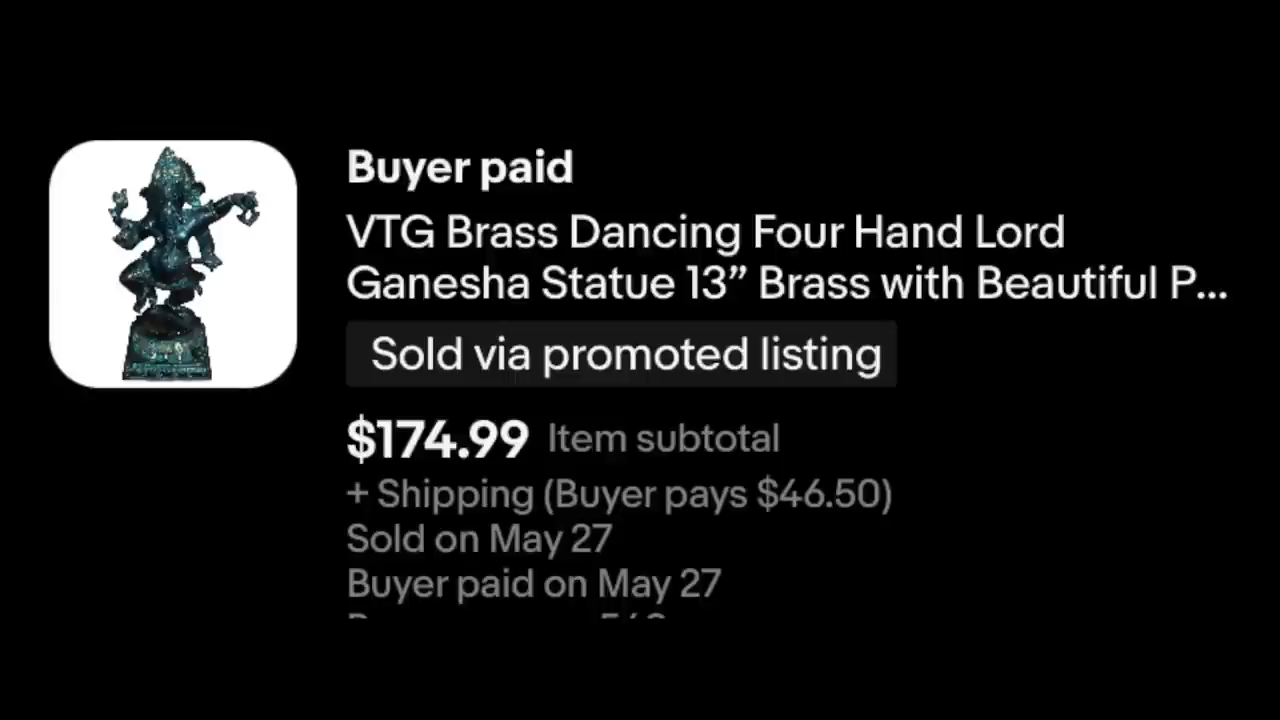 Buyer paid
VTG Brass Dancing Four Hand Lord
Ganesha Statue 13” Brass with Beautiful P...
Sold via promoted listing
$174.99 Item subtotal
+ Shipping (Buyer pays $46.50)
Sold on May 27
Buyer paid on May 27